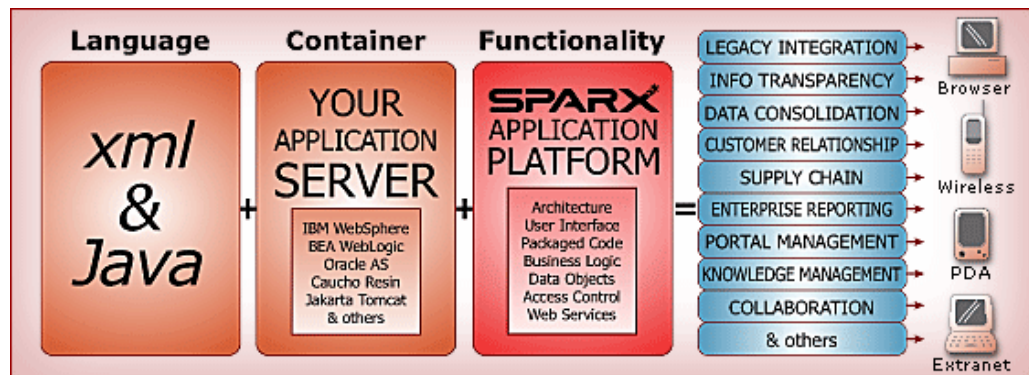 Language
xml
&
Java
+
Container
YOUR
APPLICATION
SERVER
IBM WebSphere
BEA WebLogic
Oracle AS
Caucho Resin
Jakarta Tomcat
& others
+
Functionality
SPARX
APPLICATION
PLATFORM
Architecture
User Interface
Packaged Code
Business Logic
Data Objects
Access Control
Web Services
=
LEGACY INTEGRATION
INFO TRANSPARENCY
DATA CONSOLIDATION
CUSTOMER RELATIONSHIP
SUPPLY CHAIN
ENTERPRISE REPORTING
PORTAL MANAGEMENT
KNOWLEDGE MANAGEMENT
COLLABORATION
& others
Browser
Wireless
PDA
Extranet